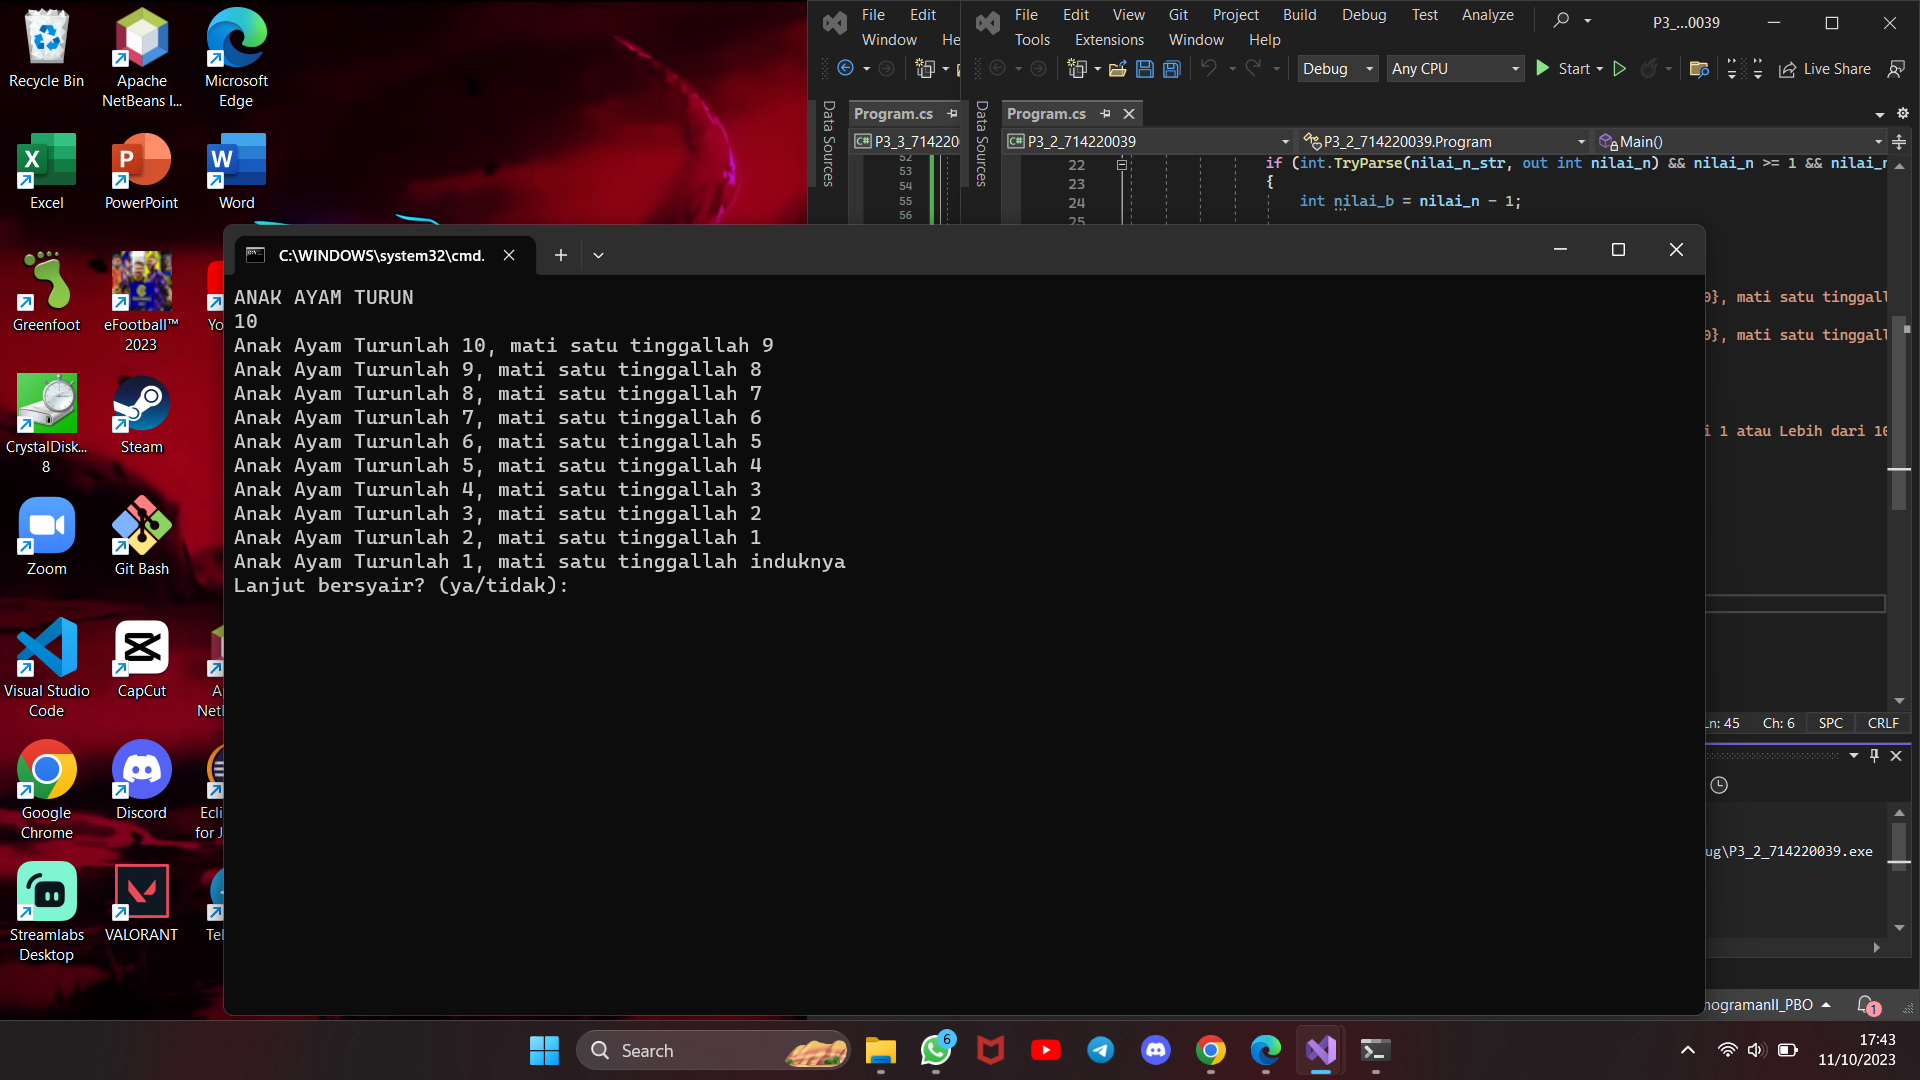 Recycle Bin
Apache
NetBeans I...
Microsoft
Edge
Excel
PowerPoint
Word
Greenfoot
eFootball™
2023
Yo
CrystalDisk...
8
Steam
Zoom
Git Bash
Visual Studio
Code
CapCut
Google
Chrome
Discord
Ecli
for J
Streamlabs
Desktop
VALORANT
Tel
File Edit
Window He
Data Sources
Program.cs
P3_3_714220
52
53
54
55
56
File Edit View Git Project Build Debug Test Analyze
Tools Extensions Window Help
P3_...0039
Debug Any CPU Start Live Share
Data Sources
Program.cs
P3_2_714220039 P3_2_714220039.Program Main()
22 if (int.TryParse(nilai_n_str, out int nilai_n) && nilai_n >= 1 && nilai_n
23 {
24 int nilai_b = nilai_n - 1;
25
0}, mati satu tinggall
0}, mati satu tinggall
i 1 atau Lebih dari 10
Ln: 45 Ch: 6 SPC CRLF
ug\P3_2_714220039.exe
mogramanII_PBO 1
C:\WINDOWS\system32\cmd.
ANAK AYAM TURUN
10
Anak Ayam Turunlah 10, mati satu tinggallah 9
Anak Ayam Turunlah 9, mati satu tinggallah 8
Anak Ayam Turunlah 8, mati satu tinggallah 7
Anak Ayam Turunlah 7, mati satu tinggallah 6
Anak Ayam Turunlah 6, mati satu tinggallah 5
Anak Ayam Turunlah 5, mati satu tinggallah 4
Anak Ayam Turunlah 4, mati satu tinggallah 3
Anak Ayam Turunlah 3, mati satu tinggallah 2
Anak Ayam Turunlah 2, mati satu tinggallah 1
Anak Ayam Turunlah 1, mati satu tinggallah induknya
Lanjut bersyair? (ya/tidak):
Search
6
17:43
11/10/2023